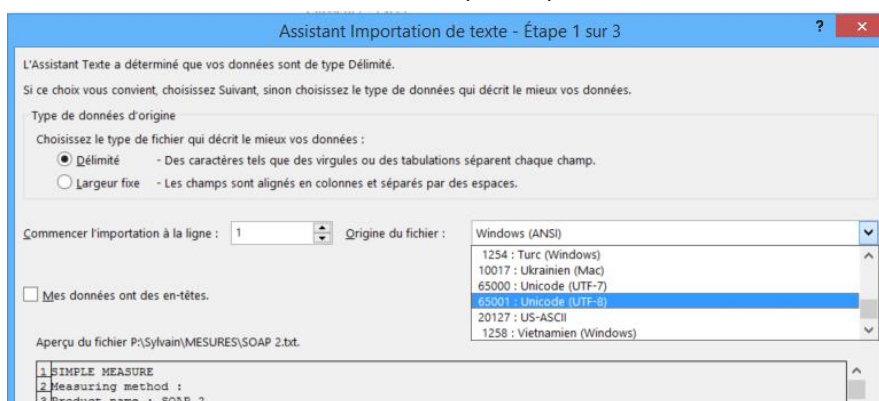 Assistant Importation de texte - Étape 1 sur 3
? ×
L'Assistant Texte a déterminé que vos données sont de type Délimité.
Si ce choix vous convient, choisissez Suivant, sinon choisissez le type de données qui décrit le mieux vos données.
Type de données d'origine
Choisissez le type de fichier qui décrit le mieux vos données :
Délimité - Des caractères tels que des virgules ou des tabulations séparent chaque champ.
Largeur fixe - Les champs sont alignés en colonnes et séparés par des espaces.
Commencer l'importation à la ligne : 1 Origine du fichier : Windows (ANSI)
1254 : Turc (Windows)
10017 : Ukrainien (Mac)
65000 : Unicode (UTF-7)
65001 : Unicode (UTF-8)
20127 : US-ASCII
1258 : Vietnamien (Windows)
Mes données ont des en-têtes.
Aperçu du fichier P:\Sylvain\MESURES\SOAP 2.txt.
1 SIMPLE MEASURE
2 Measuring method :
3 Product name : SOAP 2